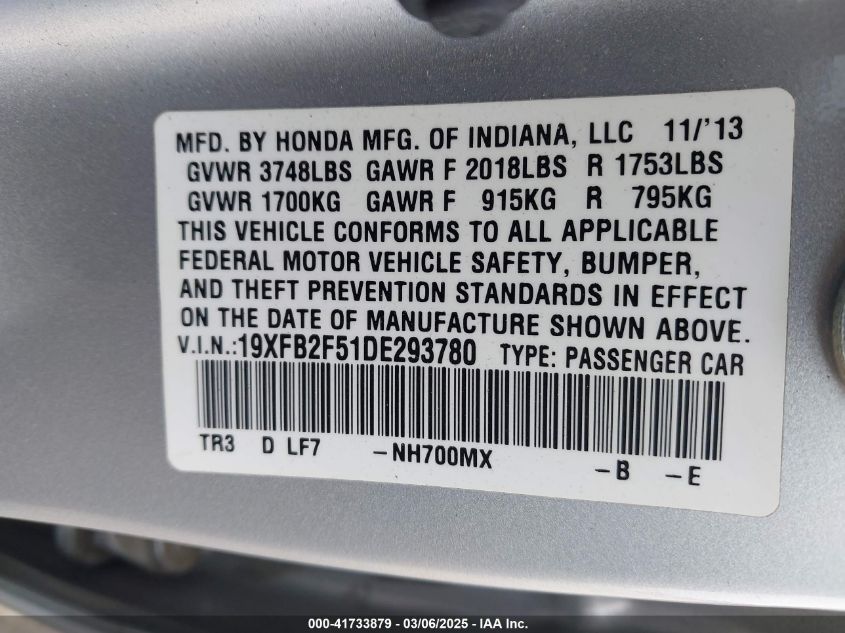 MFD. BY HONDA MFG. OF INDIANA, LLC 11/'13
GVWR 3748LBS GAWR F 2018LBS R 1753LBS
GVWR 1700KG GAWR F 915KG R 795KG
THIS VEHICLE CONFORMS TO ALL APPLICABLE
FEDERAL MOTOR VEHICLE SAFETY, BUMPER,
AND THEFT PREVENTION STANDARDS IN EFFECT
ON THE DATE OF MANUFACTURE SHOWN ABOVE.
V.I.N.:19XFB2F51DE293780 TYPE: PASSENGER CAR
TR3 D LF7 -NH700MX -B -E
000-41733879 - 03/06/2025 - IAA Inc.